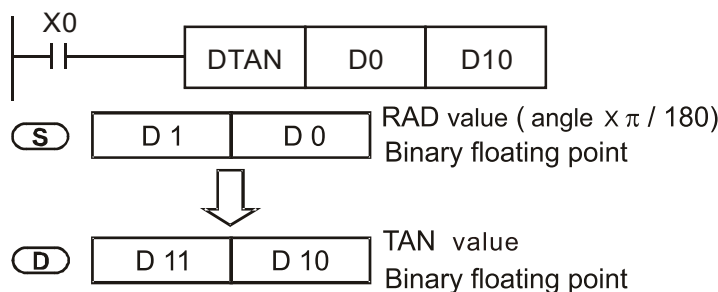 X0
DTAN D0 D10
S D 1 D 0 RAD value ( angle x π / 180)
Binary floating point
D D 11 D 10 TAN value
Binary floating point